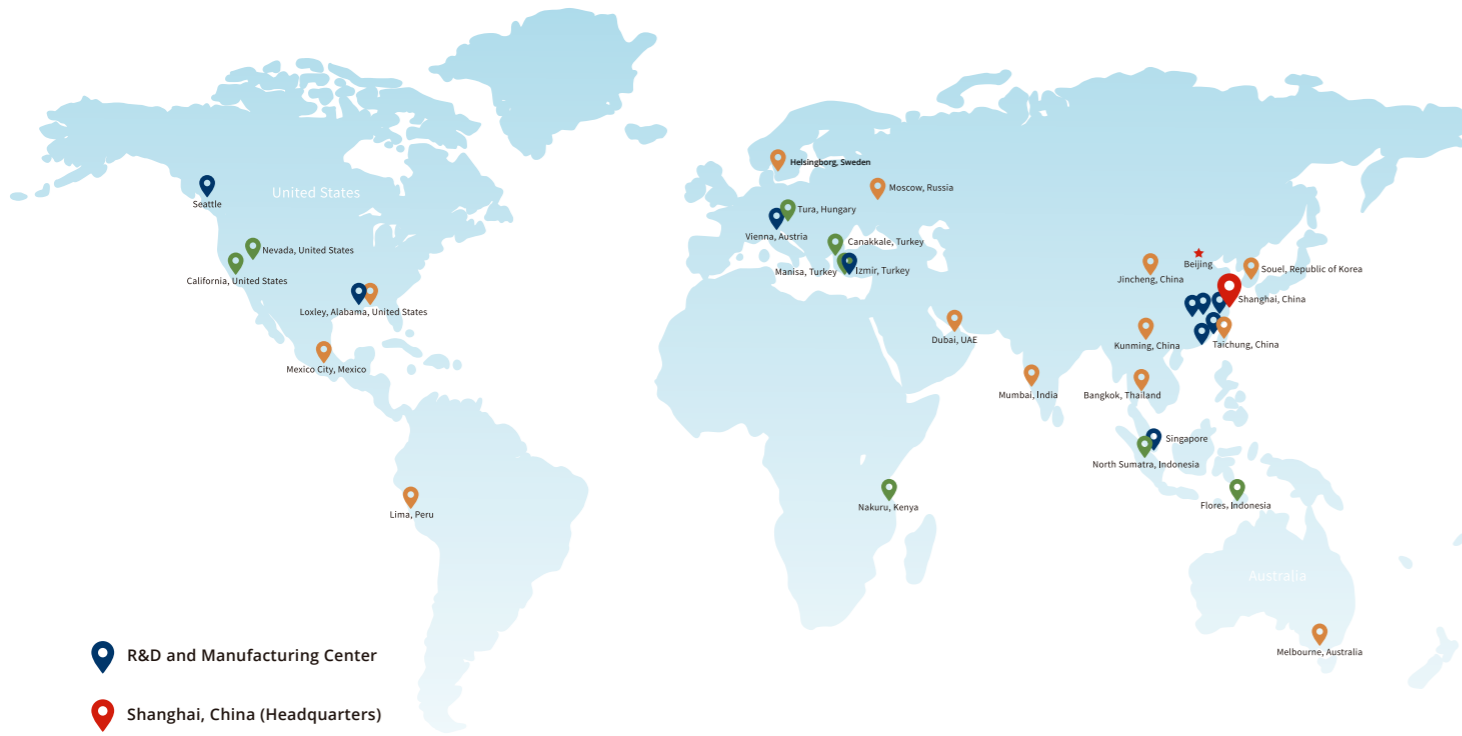 Helsingborg, Sweden
Moscow, Russia
United States
Seattle
Tura, Hungary
Vienna, Austria
Canakkale, Turkey
Nevada, United States
Manisa, Turkey
Izmir, Turkey
California, United States
Beijing
Jincheng, China
Souel, Republic of Korea
Shanghai, China
Loxley, Alabama, United States
Dubai, UAE
Kunming, China
Taichung, China
Mexico City, Mexico
Mumbai, India
Bangkok, Thailand
Singapore
North Sumatra, Indonesia
Lima, Peru
Nakuru, Kenya
Flores, Indonesia
Australia
Melbourne, Australia
R&D and Manufacturing Center
Shanghai, China (Headquarters)